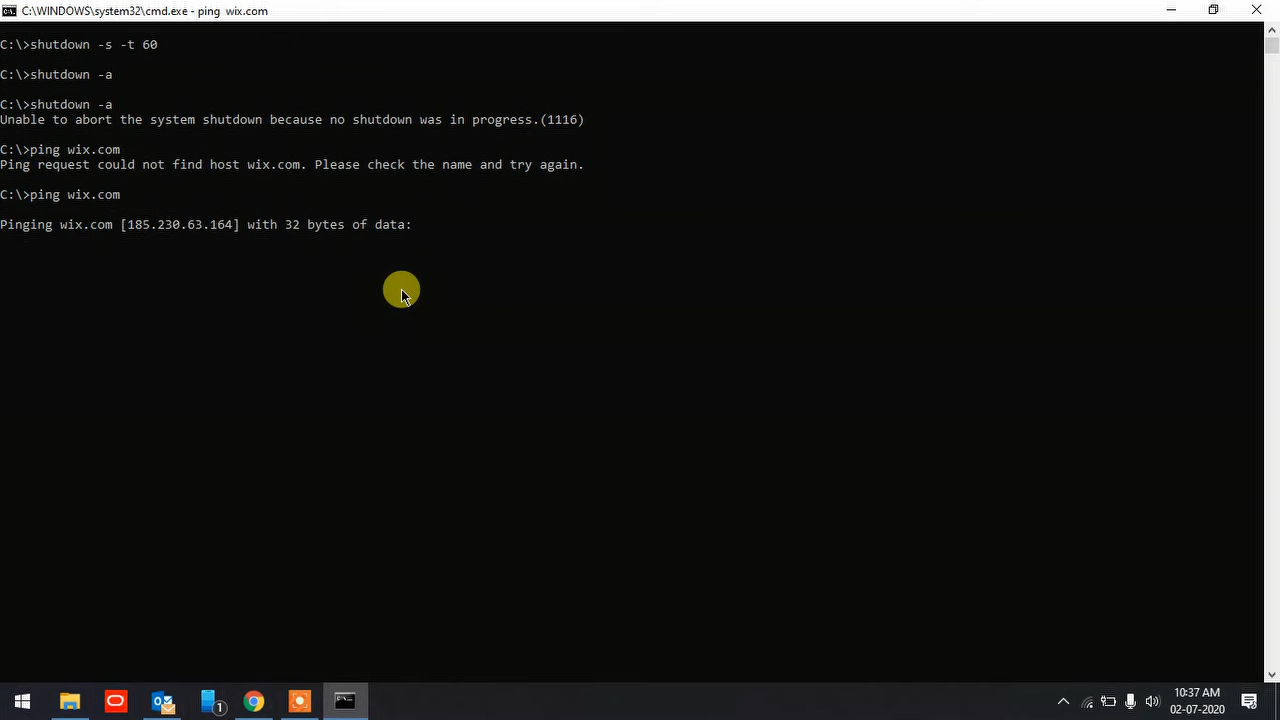 C:\WINDOWS\system32\cmd.exe - ping  wix.com
C:\>shutdown -s -t 60
C:\>shutdown -a
C:\>shutdown -a
Unable to abort the system shutdown because no shutdown was in progress.(1116)
C:\>ping wix.com
Ping request could not find host wix.com. Please check the name and try again.
C:\>ping wix.com
Pinging wix.com [185.230.63.164] with 32 bytes of data:
1
10:37 AM
02-07-2020